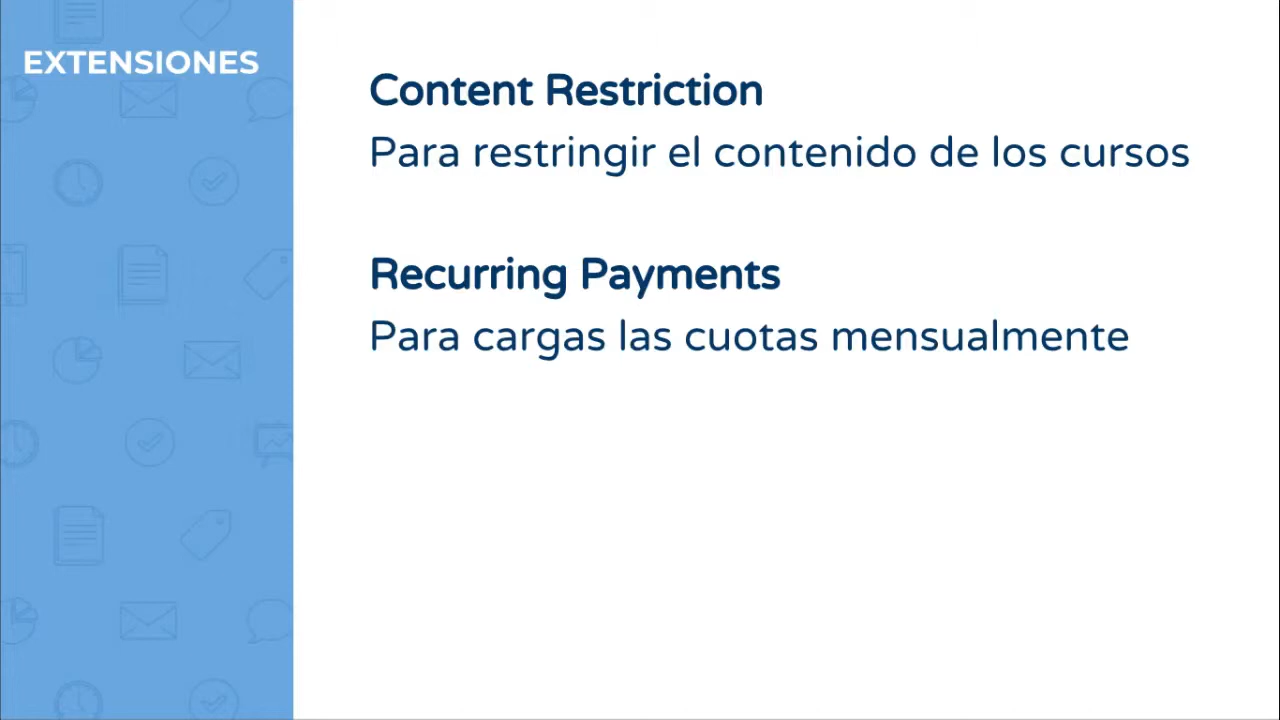 EXTENSIONES
Content Restriction
Para restringir el contenido de los cursos
Recurring Payments
Para cargas las cuotas mensualmente